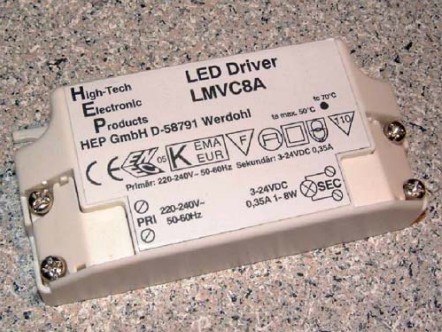 LED Driver
LMVC8A
High-Tech
Electronic
Products
HEP GmbH D-58791 Werdohl
ta max. 50°C
tc 70°C
05
K
EMA
EUR
F
T10
Primär: 220-240V~ 50-60Hz Sekundär: 3-24VDC 0,35A
PRI
220-240V~
50-60Hz
3-24VDC
0,35A 1- 8W
SEC